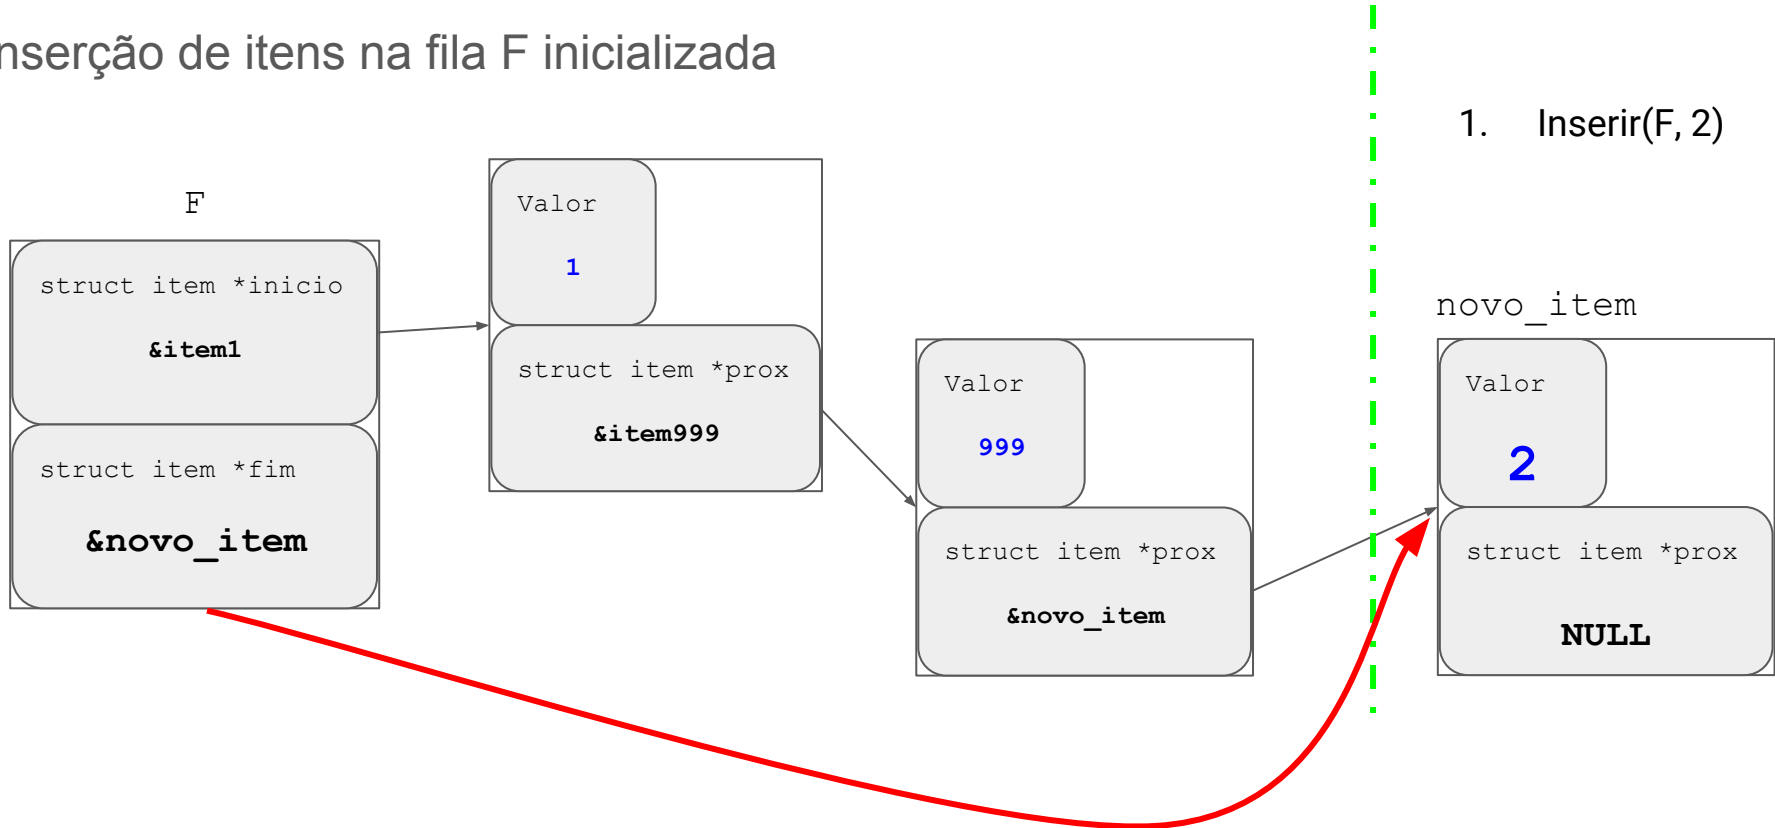 nserção de itens na fila F inicializada
1. Inserir(F, 2)
F
struct item *inicio
&item1
struct item *fim
&novo_item
Valor
1
struct item *prox
&item999
Valor
999
struct item *prox
&novo_item
novo_item
Valor
2
struct item *prox
NULL